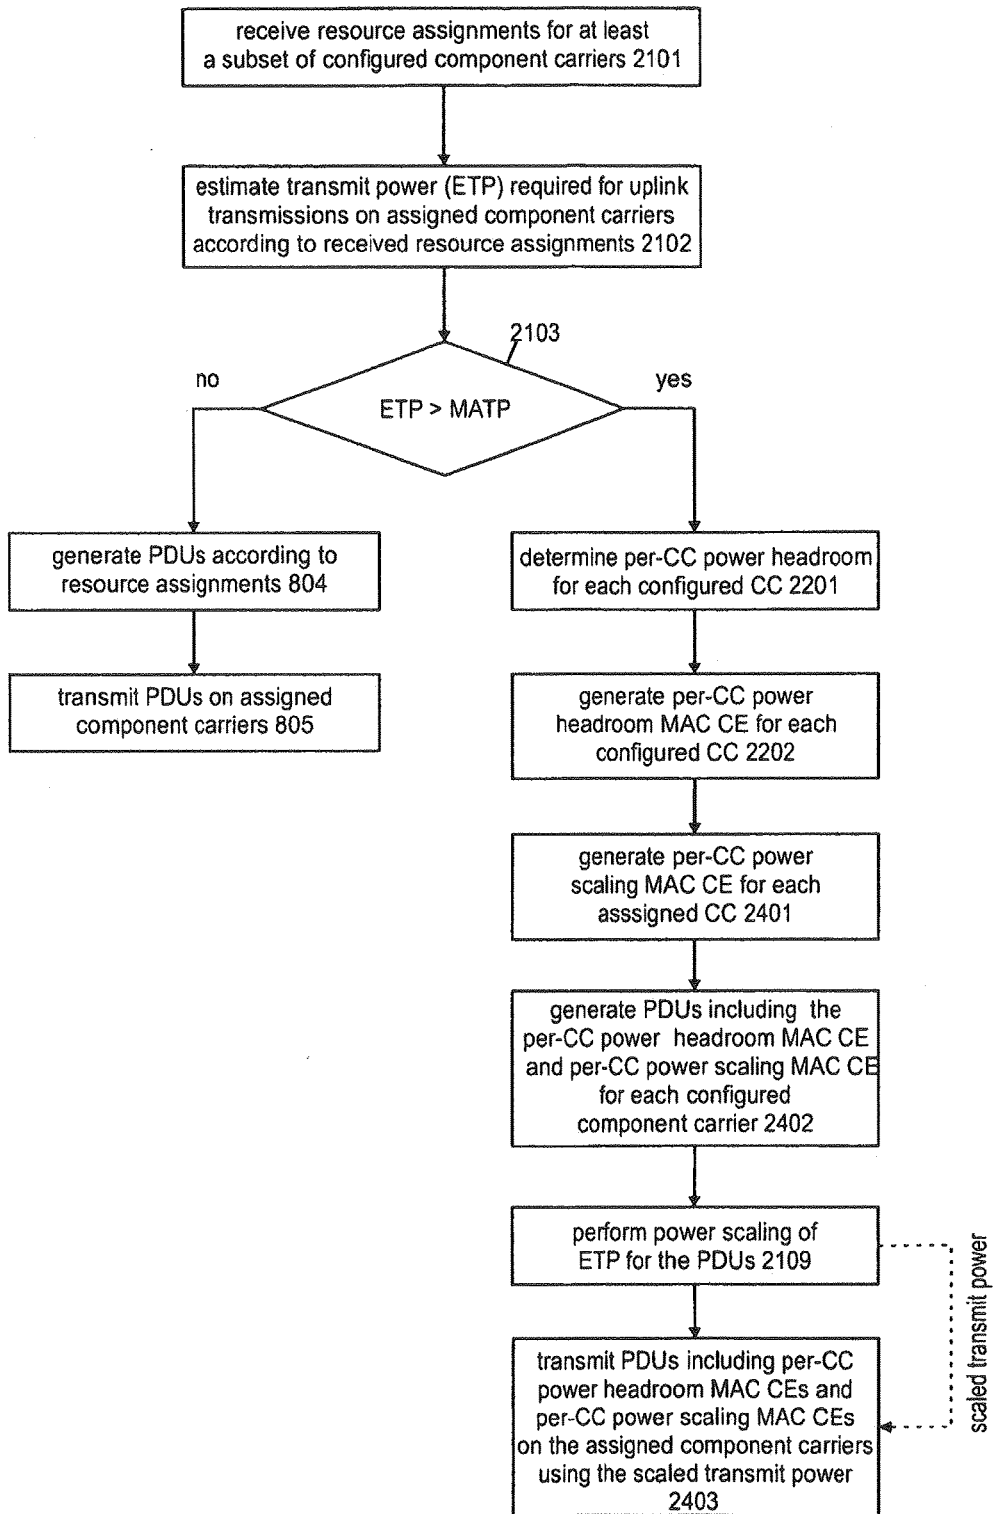 receive resource assignments for at least
a subset of configured component carriers 2101
estimate transmit power (ETP) required for uplink
transmissions on assigned component carriers
according to received resource assignments 2102
2103
no
yes
ETP > MATP
generate PDUs according to
resource assignments 804
transmit PDUs on assigned
component carriers 805
determine per-CC power headroom
for each configured CC 2201
generate per-CC power
headroom MAC CE for each
configured CC 2202
generate per-CC power
scaling MAC CE for each
asssigned CC 2401
generate PDUs including the
per-CC power headroom MAC CE
and per-CC power scaling MAC CE
for each configured
component carrier 2402
perform power scaling of
ETP for the PDUs 2109
scaled transmit power
transmit PDUs including per-CC
power headroom MAC CEs and
per-CC power scaling MAC CEs
on the assigned component carriers
using the scaled transmit power
2403